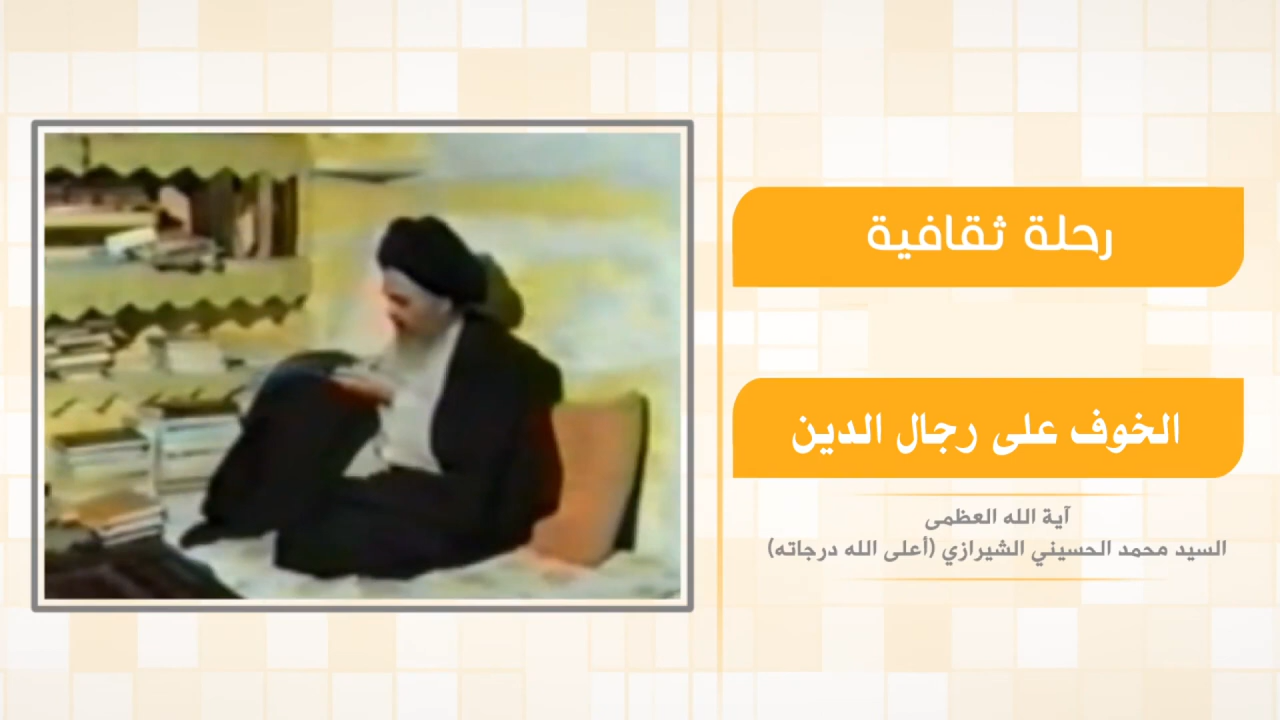 رحلة ثقافية
الخوف على رجال الدين
آية الله العظمى
السيد محمد الحسيني الشيرازي (أعلى الله درجاته)